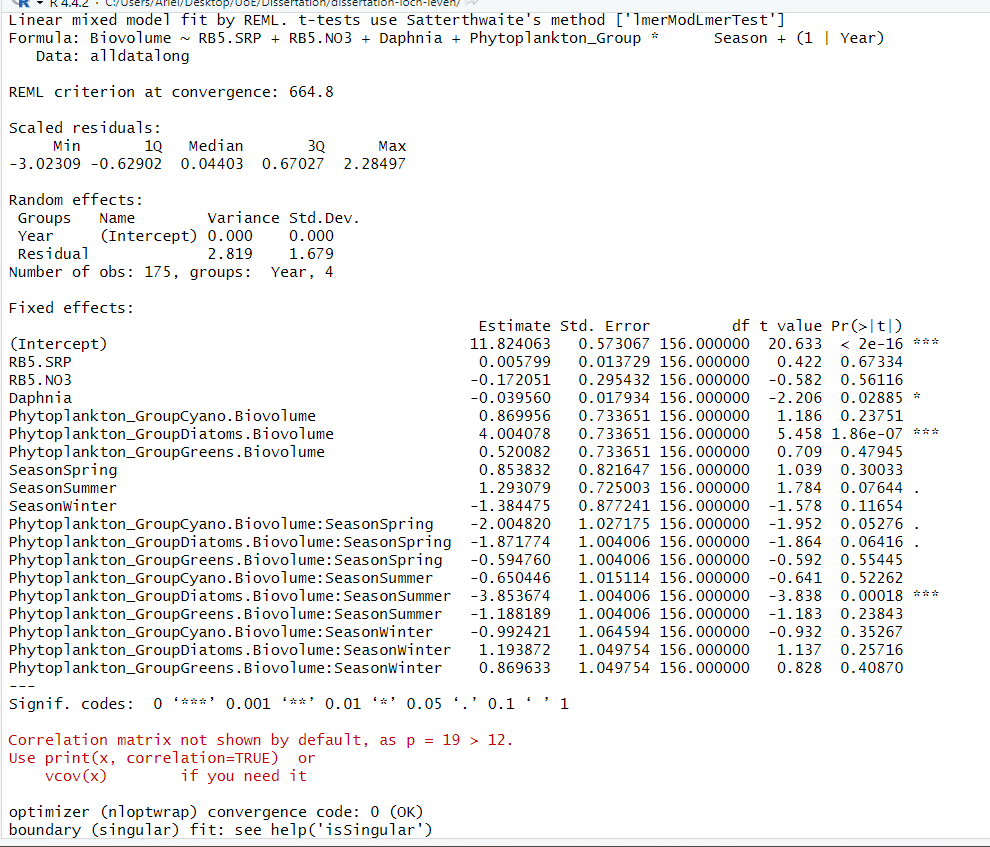 R 4.4.2 · C:/Users/Ariel/Desktop/UoE/Dissertation/dissertation-loch-leven/
Linear mixed model fit by REML. t-tests use Satterthwaite's method ['lmerModLmerTest']
Formula: Biovolume ~ RB5.SRP + RB5.NO3 + Daphnia + Phytoplankton_Group *      Season + (1 | Year)
   Data: alldatalong

REML criterion at convergence: 664.8

Scaled residuals:
     Min       1Q   Median       3Q      Max
-3.02309 -0.62902  0.04403  0.67027  2.28497

Random effects:
 Groups   Name        Variance Std.Dev.
 Year     (Intercept) 0.000    0.000
 Residual             2.819    1.679
Number of obs: 175, groups:  Year, 4

Fixed effects:
                                                 Estimate Std. Error         df t value Pr(>|t|)
(Intercept)                                     11.824063   0.573067 156.000000  20.633  < 2e-16 ***
RB5.SRP                                          0.005799   0.013729 156.000000   0.422  0.67334
RB5.NO3                                         -0.172051   0.295432 156.000000  -0.582  0.56116
Daphnia                                         -0.039560   0.017934 156.000000  -2.206  0.02885 *
Phytoplankton_GroupCyano.Biovolume               0.869956   0.733651 156.000000   1.186  0.23751
Phytoplankton_GroupDiatoms.Biovolume             4.004078   0.733651 156.000000   5.458 1.86e-07 ***
Phytoplankton_GroupGreens.Biovolume              0.520082   0.733651 156.000000   0.709  0.47945
SeasonSpring                                     0.853832   0.821647 156.000000   1.039  0.30033
SeasonSummer                                     1.293079   0.725003 156.000000   1.784  0.07644 .
SeasonWinter                                    -1.384475   0.877241 156.000000  -1.578  0.11654
Phytoplankton_GroupCyano.Biovolume:SeasonSpring   -2.004820   1.027175 156.000000  -1.952  0.05276 .
Phytoplankton_GroupDiatoms.Biovolume:SeasonSpring -1.871774   1.004006 156.000000  -1.864  0.06416 .
Phytoplankton_GroupGreens.Biovolume:SeasonSpring  -0.594760   1.004006 156.000000  -0.592  0.55445
Phytoplankton_GroupCyano.Biovolume:SeasonSummer   -0.650446   1.015114 156.000000  -0.641  0.52262
Phytoplankton_GroupDiatoms.Biovolume:SeasonSummer -3.853674   1.004006 156.000000  -3.838  0.00018 ***
Phytoplankton_GroupGreens.Biovolume:SeasonSummer  -1.188189   1.004006 156.000000  -1.183  0.23843
Phytoplankton_GroupCyano.Biovolume:SeasonWinter   -0.992421   1.064594 156.000000  -0.932  0.35267
Phytoplankton_GroupDiatoms.Biovolume:SeasonWinter  1.193872   1.049754 156.000000   1.137  0.25716
Phytoplankton_GroupGreens.Biovolume:SeasonWinter   0.869633   1.049754 156.000000   0.828  0.40870
---
Signif. codes:  0 ‘***’ 0.001 ‘**’ 0.01 ‘*’ 0.05 ‘.’ 0.1 ‘ ’ 1

Correlation matrix not shown by default, as p = 19 > 12.
Use print(x, correlation=TRUE)  or
    vcov(x)        if you need it

optimizer (nloptwrap) convergence code: 0 (OK)
boundary (singular) fit: see help('isSingular')